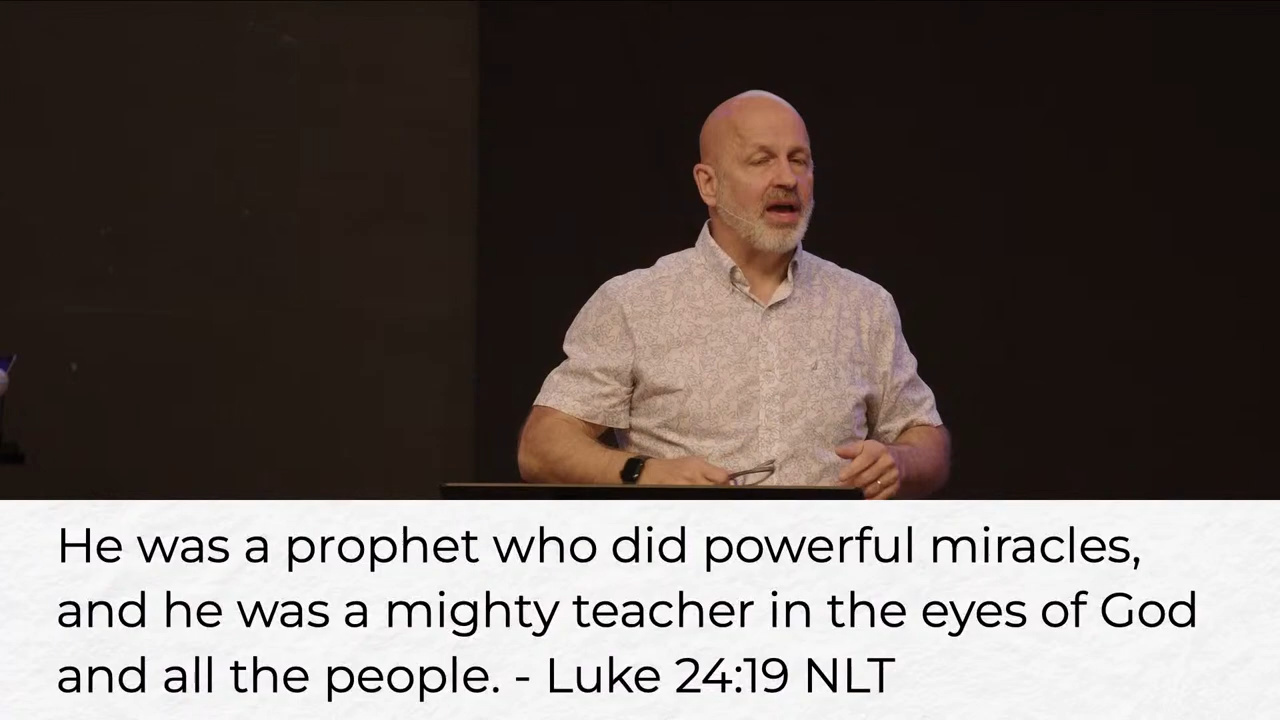 He was a prophet who did powerful miracles,
and he was a mighty teacher in the eyes of God
and all the people. - Luke 24:19 NLT